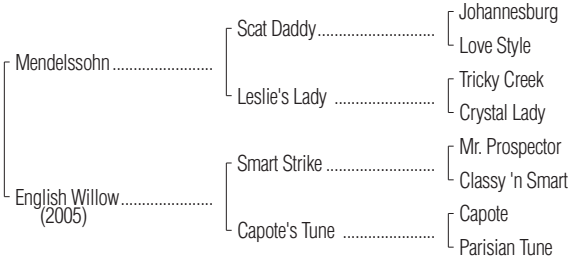 Johannesburg
Scat Daddy
Love Style
Mendelssohn
Tricky Creek
Leslie's Lady
Crystal Lady
Mr. Prospector
Smart Strike
Classy 'n Smart
English Willow
(2005)
Capote
Capote's Tune
Parisian Tune